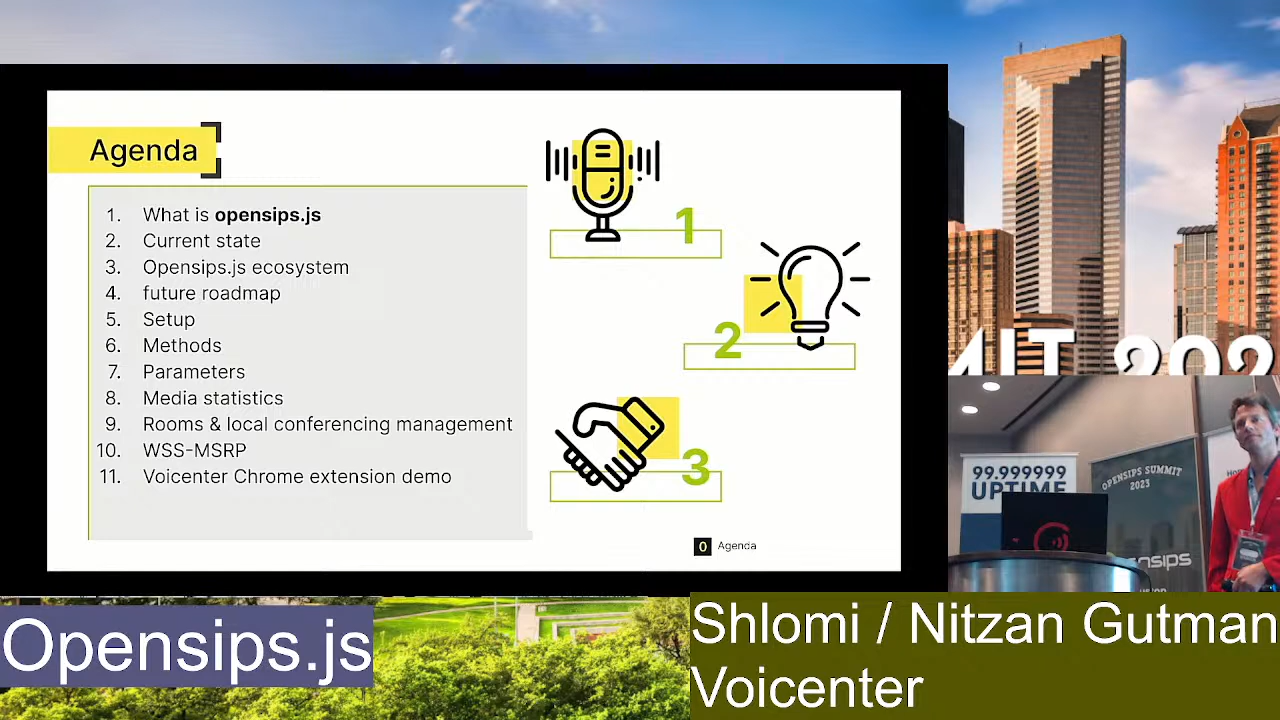 Agenda
1. What is opensips.js
2. Current state
3. Opensips.js ecosystem
4. future roadmap
5. Setup
6. Methods
7. Parameters
8. Media statistics
9. Rooms & local conferencing management
10. WSS-MSRP
11. Voicenter Chrome extension demo
1
2
3
0 Agenda
MIT 202
99.999999
UPTIME
OPENSIPS SUMMIT
2023
Opensips.js
Shlomi / Nitzan Gutman
Voicenter